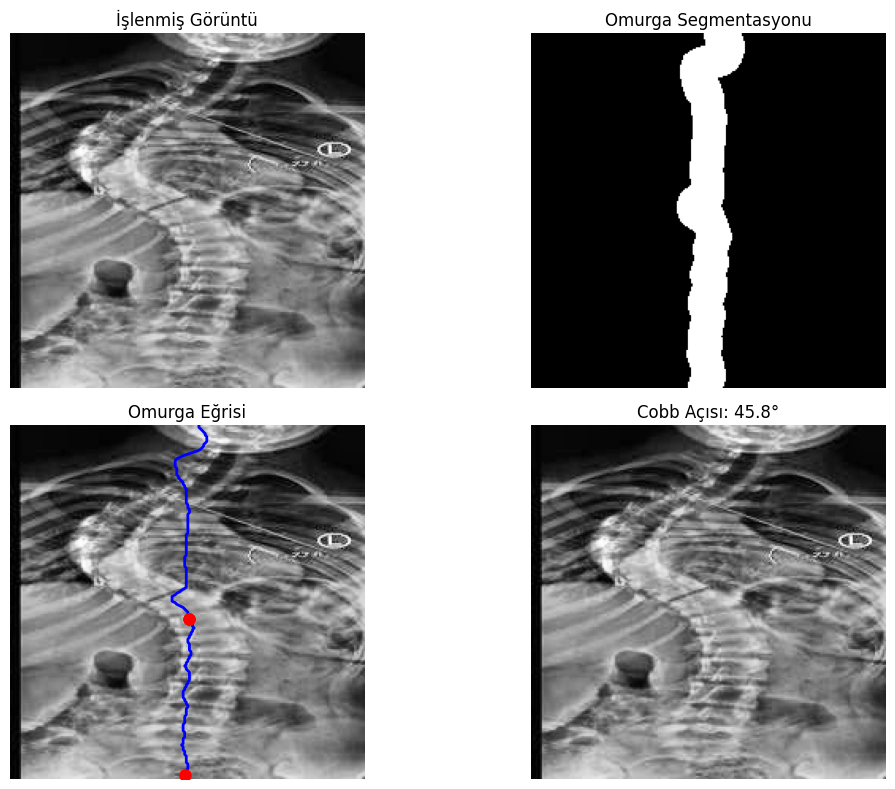 İşlenmiş Görüntü
Omurga Segmentasyonu
L
Omurga Eğrisi
Cobb Açısı: 45.8°
L
L